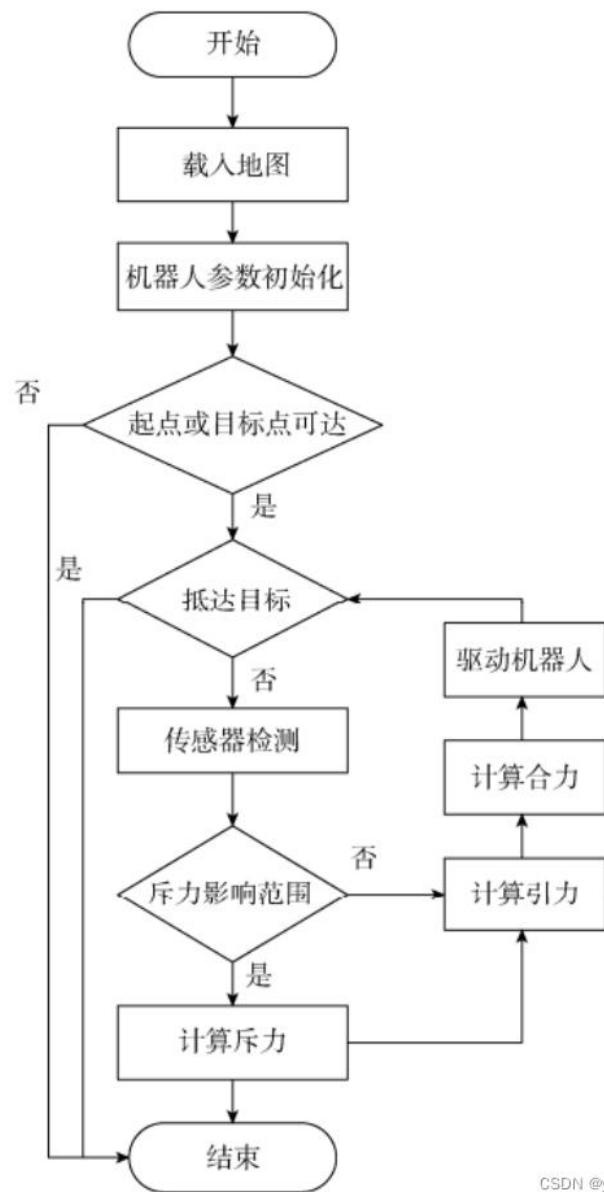 开始
载入地图
机器人参数初始化
否
起点或目标点可达
是
是
抵达目标
驱动机器人
否
传感器检测
计算合力
否
斥力影响范围
计算引力
是
计算斥力
结束
CSDN @